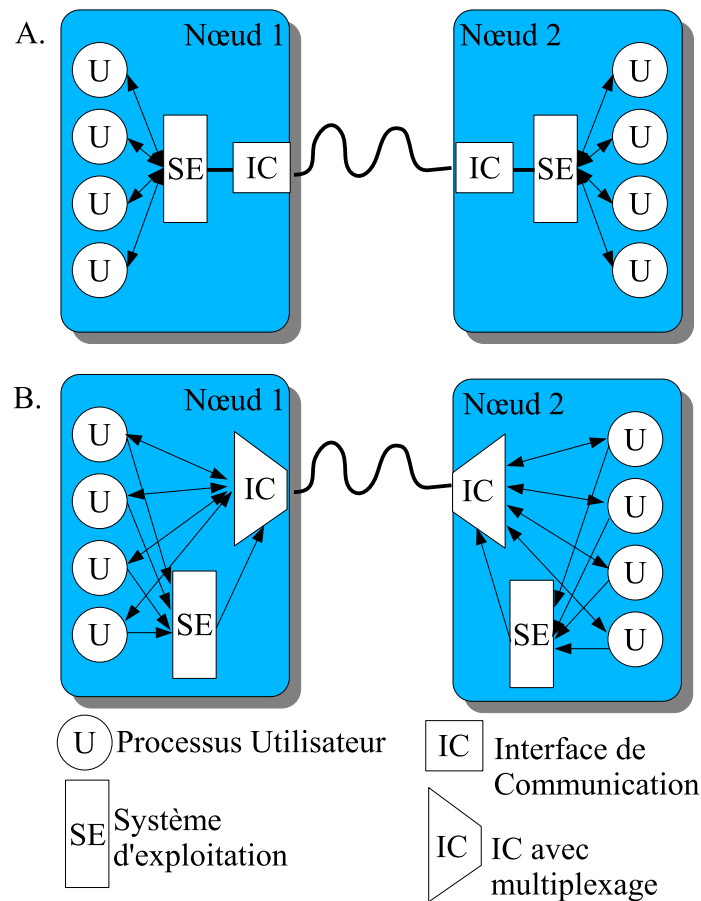 A.
Nœud 1
Nœud 2
U
U
U
U
SE
IC
IC
SE
U
U
U
U
B.
Nœud 1
Nœud 2
U
U
U
U
SE
IC
IC
SE
U
U
U
U
U Processus Utilisateur
IC Interface de
Communication
SE Système
d'exploitation
IC IC avec
multiplexage